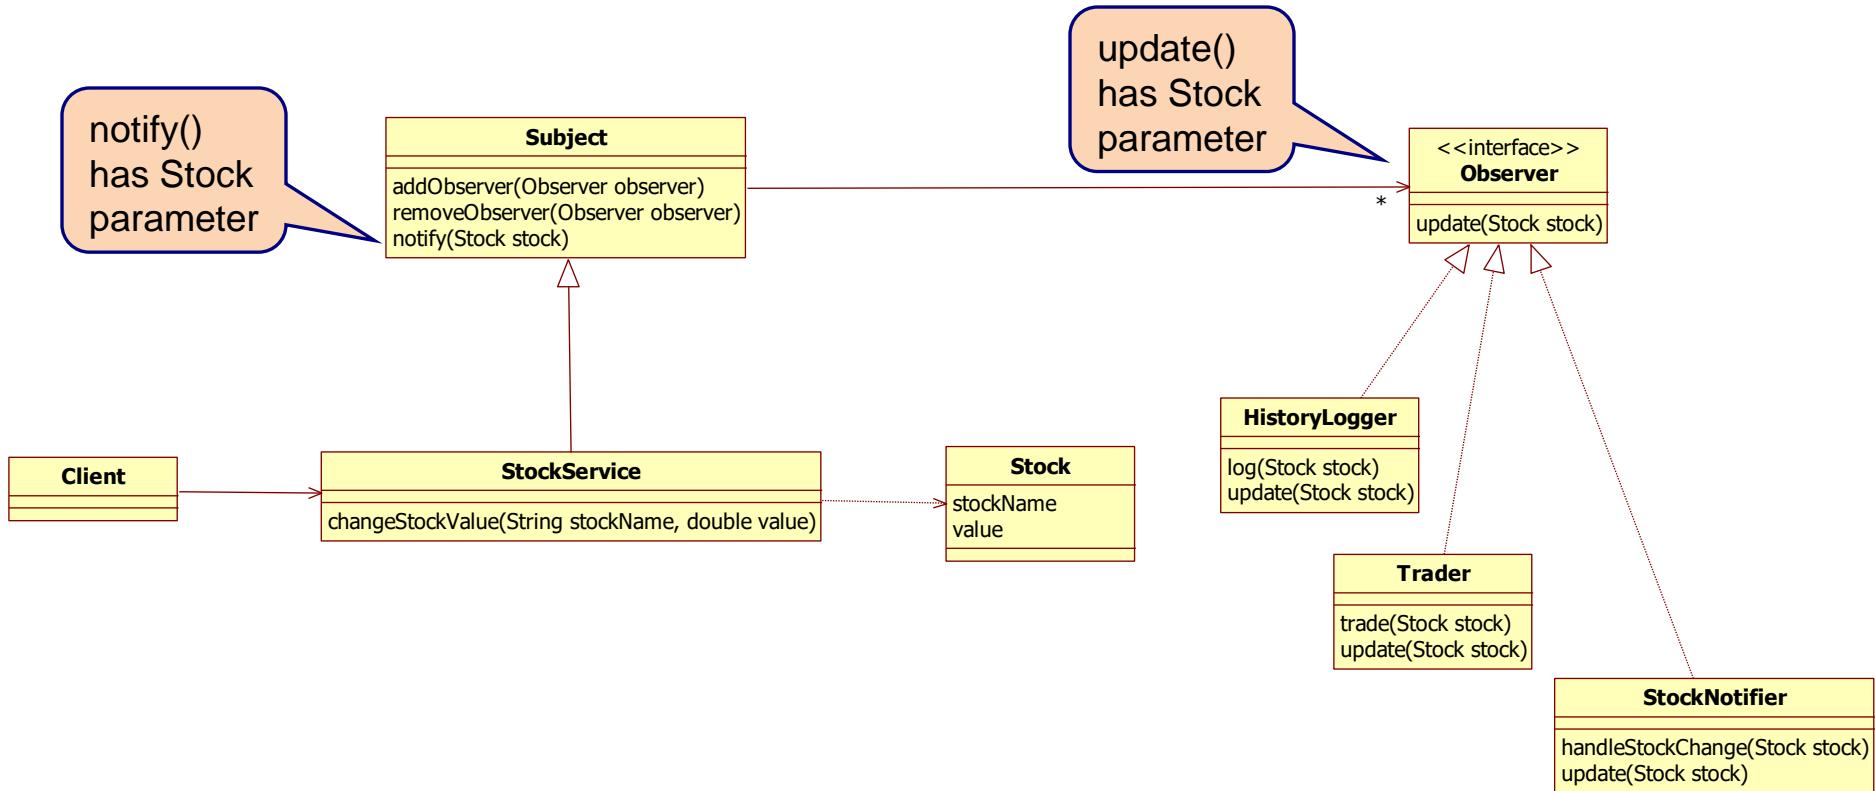 notify()
has Stock
parameter
update()
has Stock
parameter
Subject
addObserver(Observer observer)
removeObserver(Observer observer)
notify(Stock stock)
<<interface>>
Observer
update(Stock stock)
*
Client
StockService
changeStockValue(String stockName, double value)
Stock
stockName
value
HistoryLogger
log(Stock stock)
update(Stock stock)
Trader
trade(Stock stock)
update(Stock stock)
StockNotifier
handleStockChange(Stock stock)
update(Stock stock)